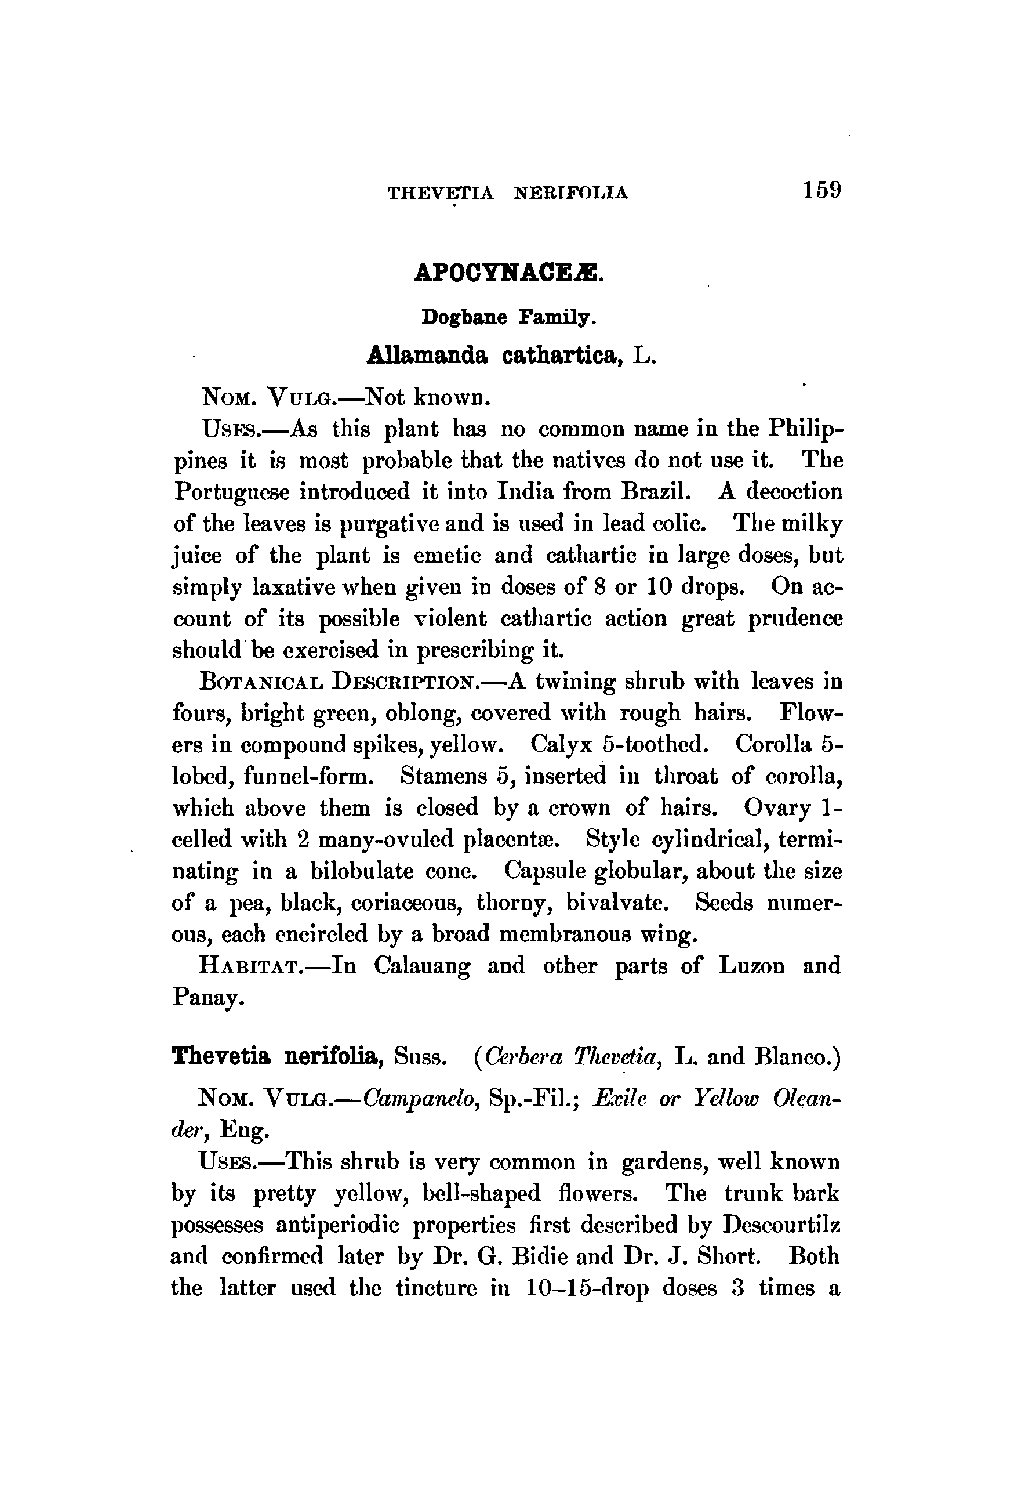 THEVETIA NERIFOLIA 159
APOCYNACEÆ.
Dogbane Family.
Allamanda cathartica, L.
NOM. VULG.—Not known.
USES.—As this plant has no common name in the Philip-
pines it is most probable that the natives do not use it. The
Portuguese introduced it into India from Brazil. A decoction
of the leaves is purgative and is used in lead colic. The milky
juice of the plant is emetic and cathartic in large doses, but
simply laxative when given in doses of 8 or 10 drops. On ac-
count of its possible violent cathartic action great prudence
should be exercised in prescribing it.
BOTANICAL DESCRIPTION.—A twining shrub with leaves in
fours, bright green, oblong, covered with rough hairs. Flow-
ers in compound spikes, yellow. Calyx 5-toothed. Corolla 5-
lobed, funnel-form. Stamens 5, inserted in throat of corolla,
which above them is closed by a crown of hairs. Ovary 1-
celled with 2 many-ovuled placentæ. Style cylindrical, termi-
nating in a bilobulate cone. Capsule globular, about the size
of a pea, black, coriaceous, thorny, bivalvate. Seeds numer-
ous, each encircled by a broad membranous wing.
HABITAT.—In Calauang and other parts of Luzon and
Panay.
Thevetia nerifolia, Suss. (Cerbera Thevetia, L. and Blanco.)
NOM. VULG.—Campanelo, Sp.-Fil.; Exile or Yellow Olean-
der, Eng.
USES.—This shrub is very common in gardens, well known
by its pretty yellow, bell-shaped flowers. The trunk bark
possesses antiperiodic properties first described by Descourtilz
and confirmed later by Dr. G. Bidie and Dr. J. Short. Both
the latter used the tincture in 10–15-drop doses 3 times a